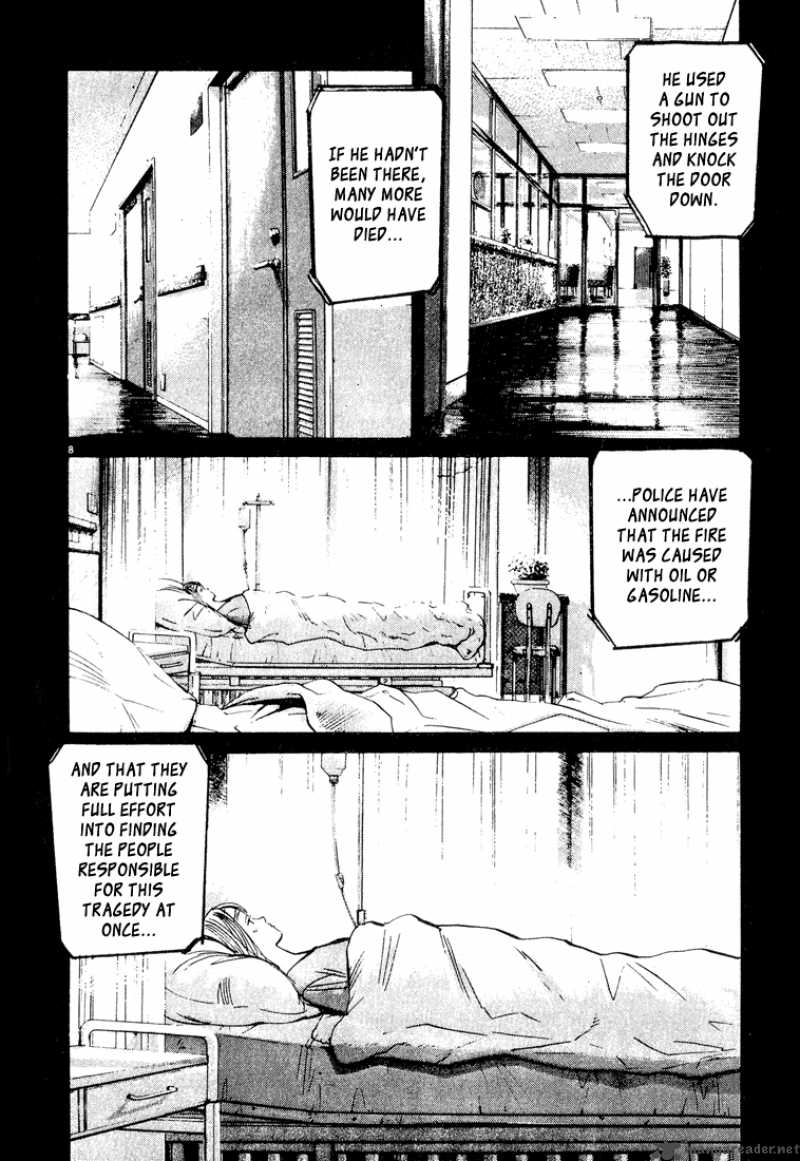 HE USED
A GUN TO
SHOOT OUT
THE HINGES
AND KNOCK
THE DOOR
DOWN.
IF HE HADN'T
BEEN THERE,
MANY MORE
WOULD HAVE
DIED...
8
...POLICE HAVE
ANNOUNCED
THAT THE FIRE
WAS CAUSED
WITH OIL OR
GASOLINE...
AND THAT THEY
ARE PUTTING
FULL EFFORT
INTO FINDING
THE PEOPLE
RESPONSIBLE
FOR THIS
TRAGEDY AT
ONCE...